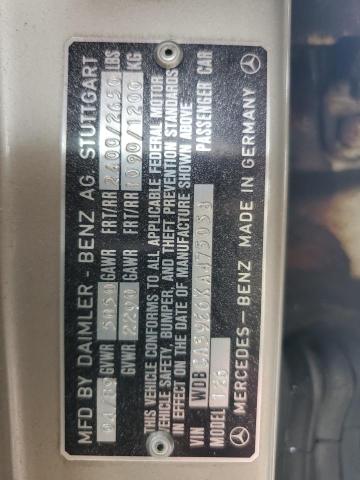 MFD BY DAIMLER - BENZ AG. STUTTGART
GVWR 5050 GAWR FRT/RR 2400/2650 LBS
GVWR 2290 GAWR FRT/RR 1090/1200 KG
THIS VEHICLE CONFORMS TO ALL APPLICABLE FEDERAL MOTOR
VEHICLE SAFETY, BUMPER, AND THEFT PREVENTION STANDARDS
IN EFFECT ON THE DATE OF MANUFACTURE SHOWN ABOVE
VIN PASSENGER CAR
MODEL 126
MERCEDES - BENZ MADE IN GERMANY